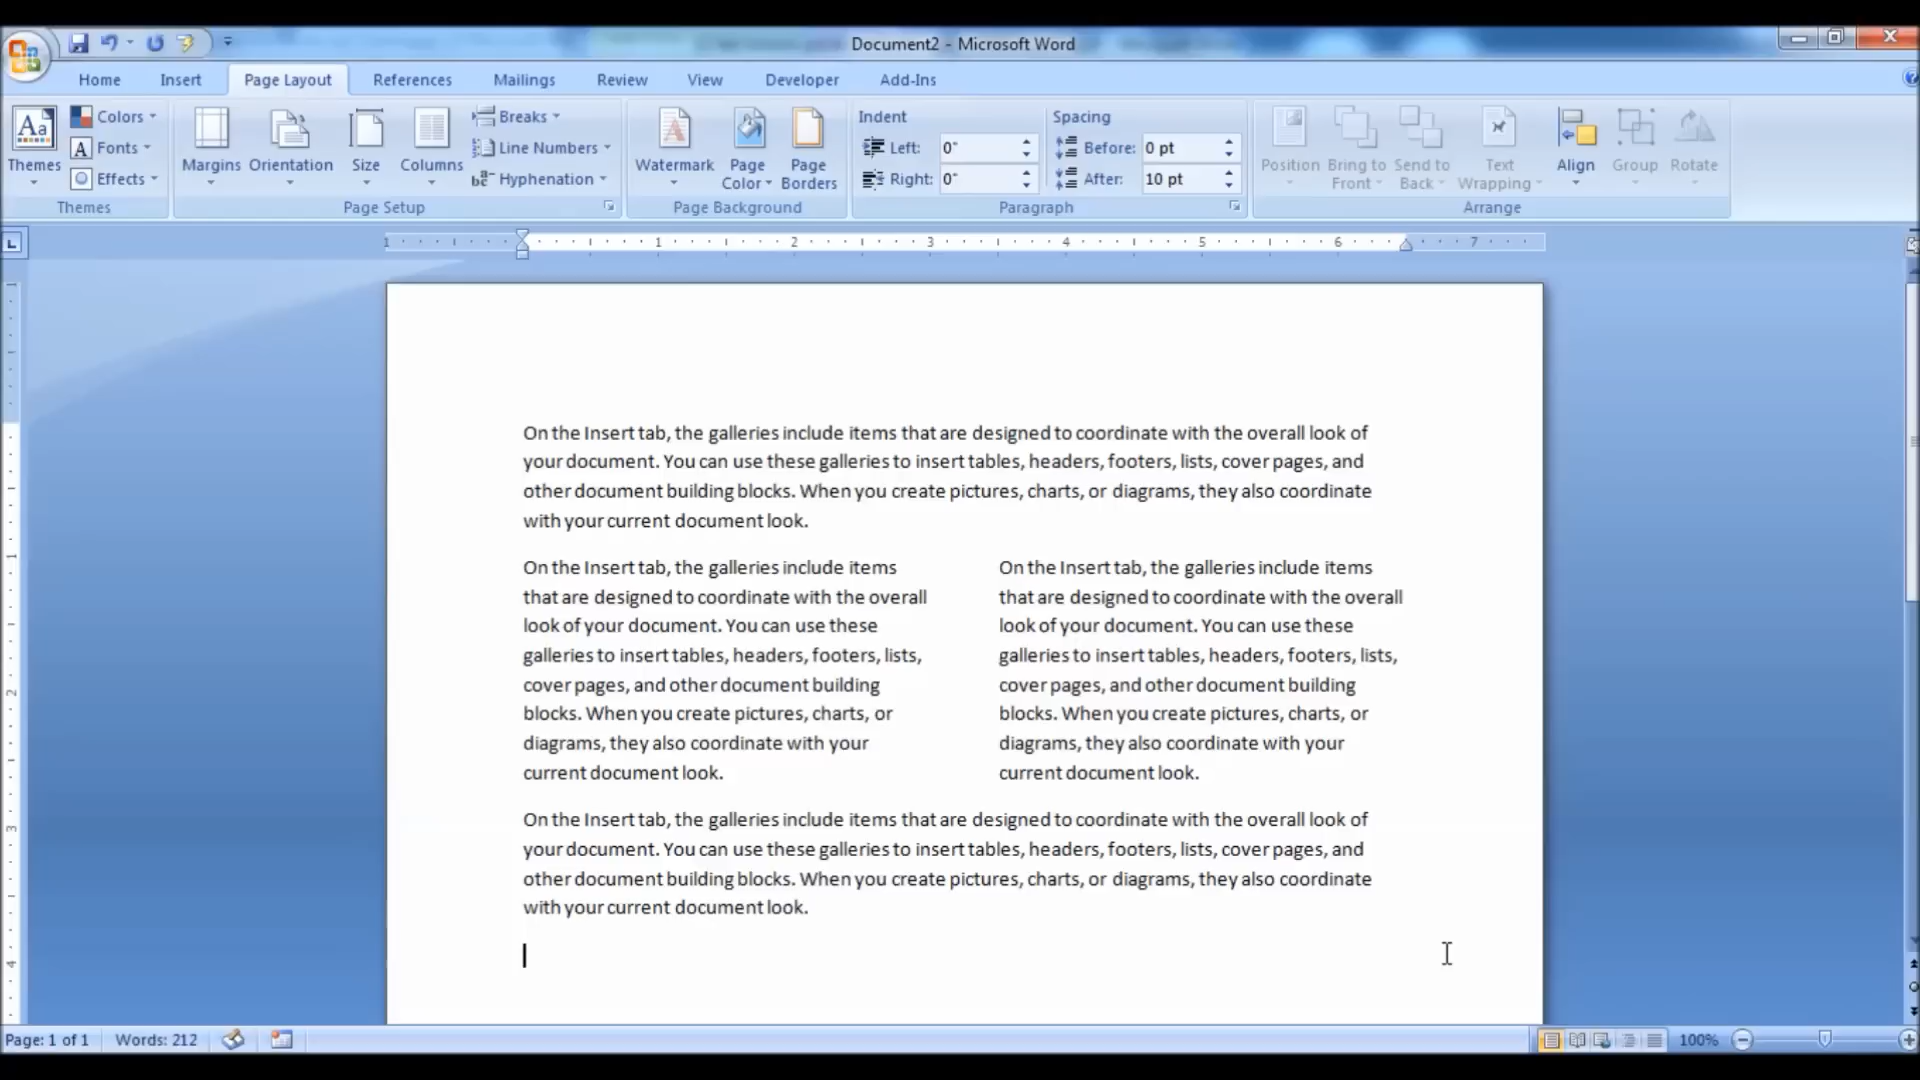 Document2 - Microsoft Word
Home Insert Page Layout References Mailings Review View Developer Add-Ins
Themes Colors Fonts Effects
Margins Orientation Size Columns Breaks Line Numbers Hyphenation
Watermark Page Color Page Borders
Indent Left: 0" Right: 0"
Spacing Before: 0 pt After: 10 pt
Position Bring to Front Send to Back Text Wrapping Align Group Rotate
Themes Page Setup Page Background Paragraph Arrange
1 1 2 3 4 5 6 7
On the Insert tab, the galleries include items that are designed to coordinate with the overall look of
your document. You can use these galleries to insert tables, headers, footers, lists, cover pages, and
other document building blocks. When you create pictures, charts, or diagrams, they also coordinate
with your current document look.
On the Insert tab, the galleries include items
that are designed to coordinate with the overall
look of your document. You can use these
galleries to insert tables, headers, footers, lists,
cover pages, and other document building
blocks. When you create pictures, charts, or
diagrams, they also coordinate with your
current document look.
On the Insert tab, the galleries include items
that are designed to coordinate with the overall
look of your document. You can use these
galleries to insert tables, headers, footers, lists,
cover pages, and other document building
blocks. When you create pictures, charts, or
diagrams, they also coordinate with your
current document look.
On the Insert tab, the galleries include items that are designed to coordinate with the overall look of
your document. You can use these galleries to insert tables, headers, footers, lists, cover pages, and
other document building blocks. When you create pictures, charts, or diagrams, they also coordinate
with your current document look.
1
2
3
4
Page: 1 of 1 Words: 212 100%